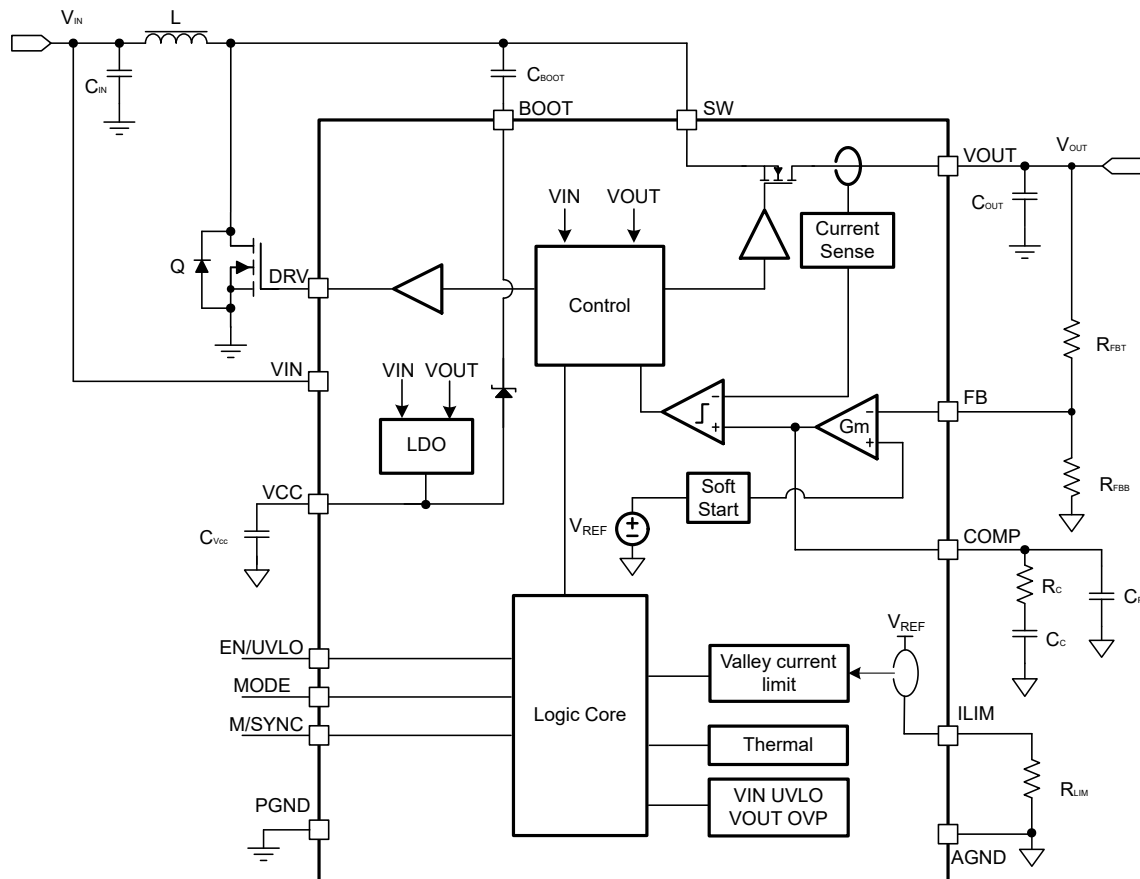 VIN
L
CIN
CBOOT
BOOT
SW
VOUT
VOUT
COUT
VIN
VOUT
Current
Sense
Q
DRV
Control
RFBT
VIN
VIN
VOUT
FB
LDO
Gm
VCC
Soft
Start
RFBB
CVcc
VREF
COMP
RC
CC
VREF
EN/UVLO
MODE
M/SYNC
Logic Core
Valley current
limit
ILIM
Thermal
RLIM
PGND
VIN UVLO
VOUT OVP
AGND